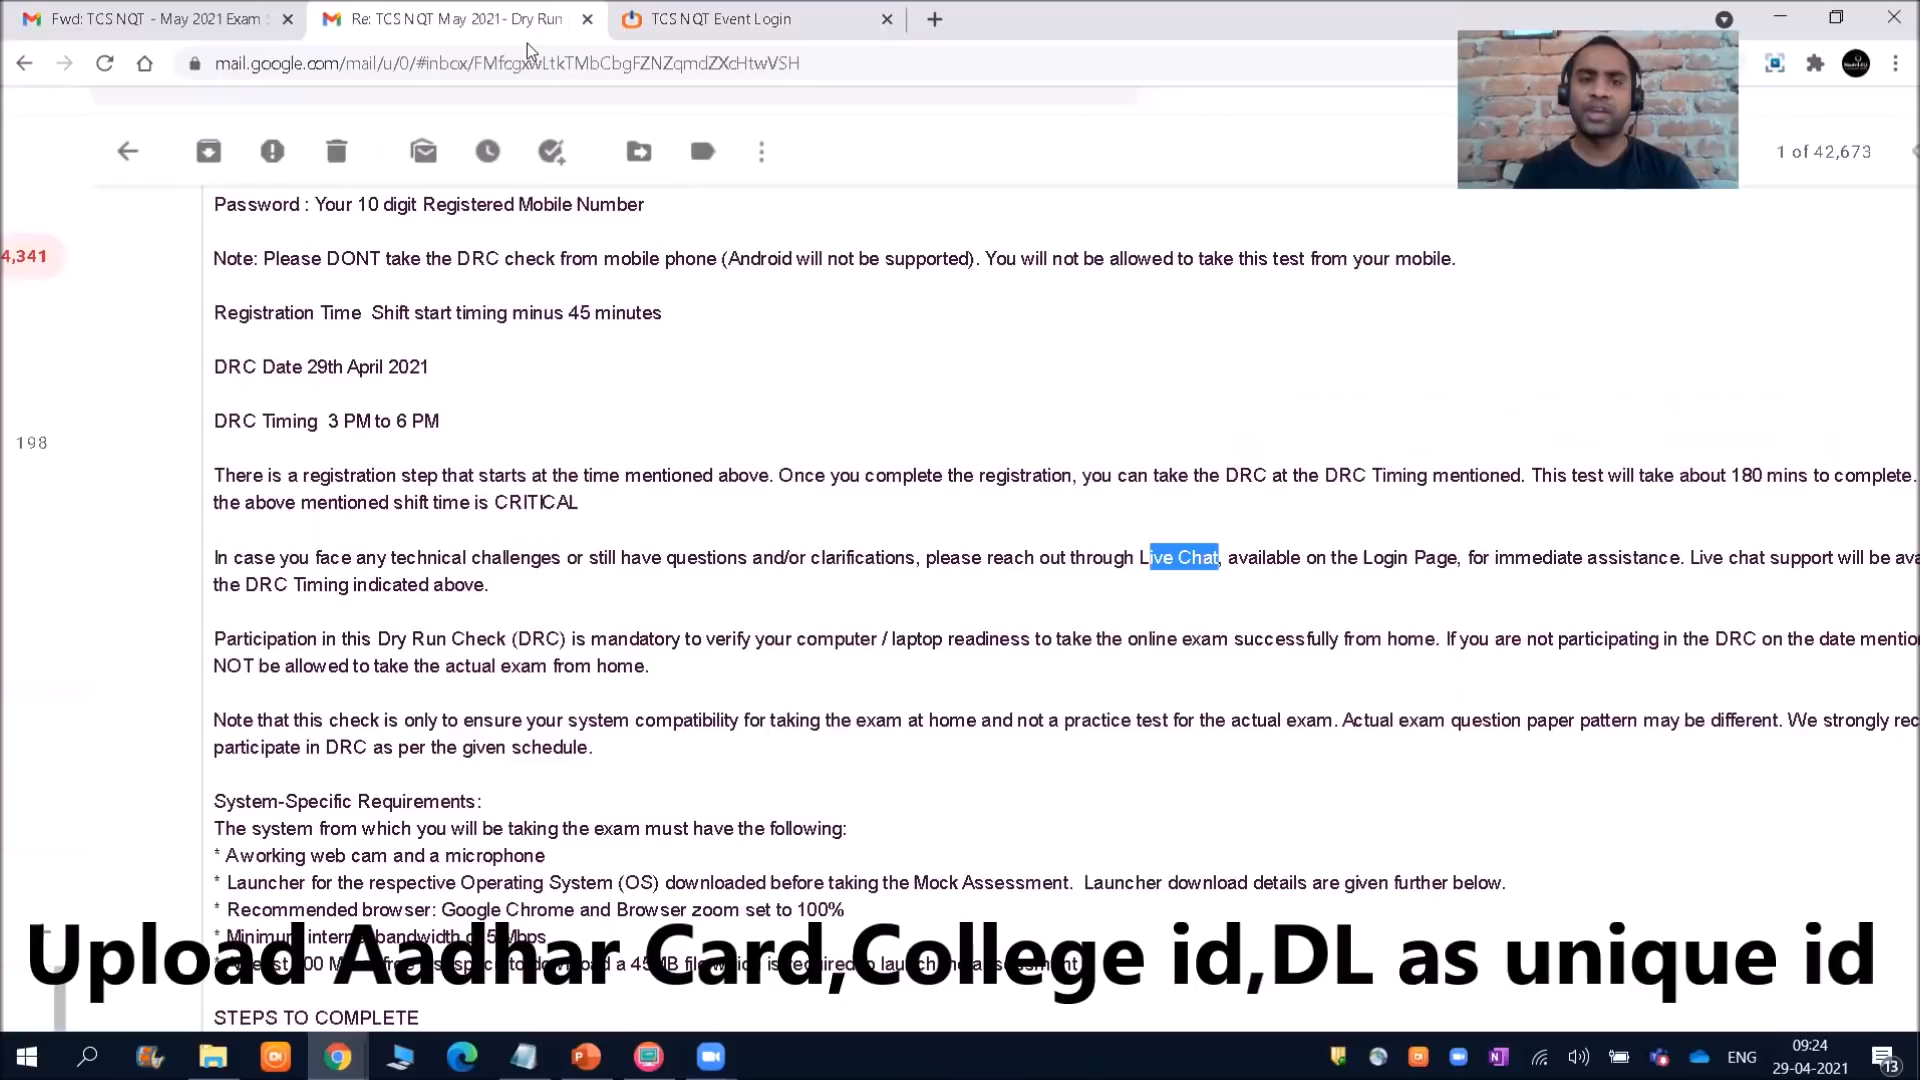 Fwd: TCS NQT - May 2021 Exam
Re: TCS NQT May 2021- Dry Run
TCS NQT Event Login
mail.google.com/mail/u/0/#inbox/FMfcgxwLtkTMbCbgFZNZqmdZXcHtwVSH
1 of 42,673
Password : Your 10 digit Registered Mobile Number
4,341
Note: Please DONT take the DRC check from mobile phone (Android will not be supported). You will not be allowed to take this test from your mobile.
Registration Time Shift start timing minus 45 minutes
DRC Date 29th April 2021
DRC Timing 3 PM to 6 PM
198
There is a registration step that starts at the time mentioned above. Once you complete the registration, you can take the DRC at the DRC Timing mentioned. This test will take about 180 mins to complete.
the above mentioned shift time is CRITICAL
In case you face any technical challenges or still have questions and/or clarifications, please reach out through Live Chat, available on the Login Page, for immediate assistance. Live chat support will be ava
the DRC Timing indicated above.
Participation in this Dry Run Check (DRC) is mandatory to verify your computer / laptop readiness to take the online exam successfully from home. If you are not participating in the DRC on the date mentio
NOT be allowed to take the actual exam from home.
Note that this check is only to ensure your system compatibility for taking the exam at home and not a practice test for the actual exam. Actual exam question paper pattern may be different. We strongly rec
participate in DRC as per the given schedule.
System-Specific Requirements:
The system from which you will be taking the exam must have the following:
* Aworking web cam and a microphone
* Launcher for the respective Operating System (OS) downloaded before taking the Mock Assessment. Launcher download details are given further below.
* Recommended browser: Google Chrome and Browser zoom set to 100%
* Minimum bandwidth Mbps
to download a 45MB file which is required to launch
Upload Aadhar Card,College id,DL as unique id
STEPS TO COMPLETE
ENG
09:24
29-04-2021
13